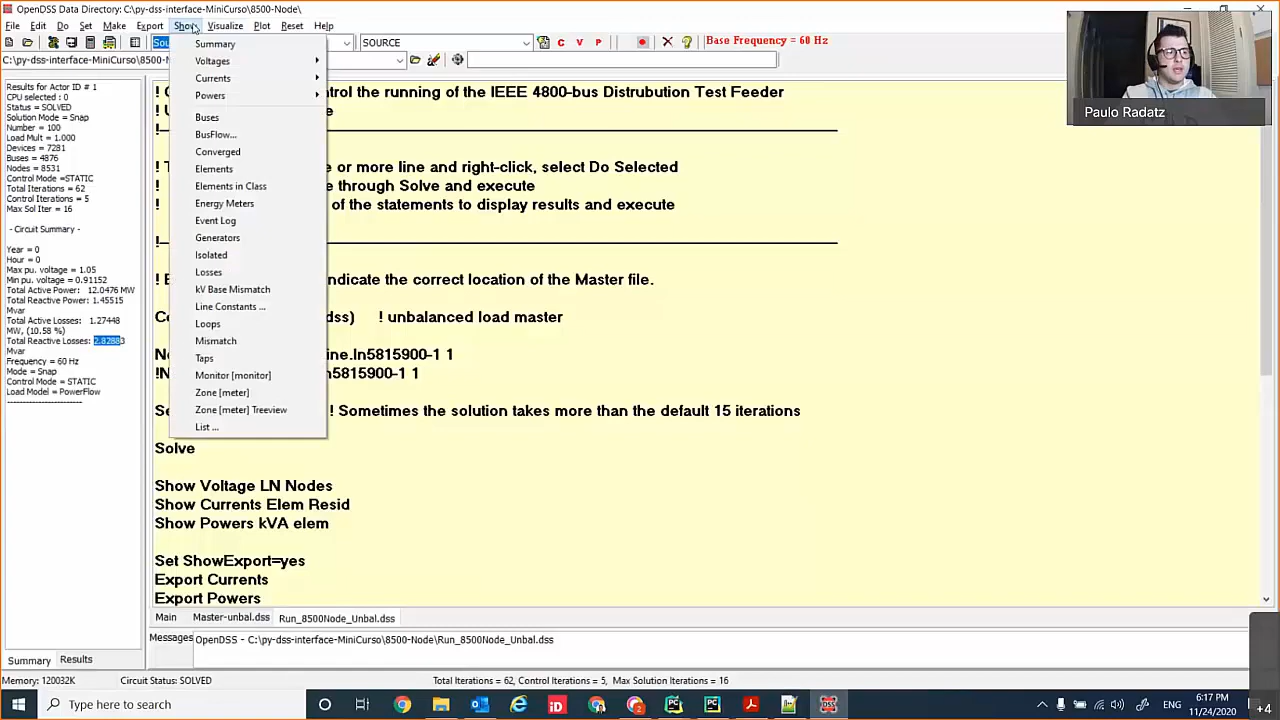 OpenDSS Data Directory: C:\py-dss-interface-MiniCurso\8500-Node\
File Edit Do Set Make Export Show Visualize Plot Reset Help
SOURCE
C V P
Base Frequency = 60 Hz
C:\py-dss-interface-MiniCurso\8500-N
Results for Actor ID # 1
CPU selected : 0
Status = SOLVED
Solution Mode = Snap
Number = 100
Load Mult = 1.000
Devices = 7281
Buses = 4876
Nodes = 8531
Control Mode =STATIC
Total Iterations = 62
Control Iterations = 5
Max Sol Iter = 16
- Circuit Summary -
Year = 0
Hour = 0
Max pu. voltage = 1.05
Min pu. voltage = 0.91152
Total Active Power: 12.0476 MW
Total Reactive Power: 1.45515
Mvar
Total Active Losses: 1.27448
MW, (10.58 %)
Total Reactive Losses: 2.82883
Mvar
Frequency = 60 Hz
Mode = Snap
Control Mode = STATIC
Load Model = PowerFlow
Summary Results
Summary
Voltages
Currents
Powers
Buses
BusFlow...
Converged
Elements
Elements in Class
Energy Meters
Event Log
Generators
Isolated
Losses
kV Base Mismatch
Line Constants ...
Loops
Mismatch
Taps
Monitor [monitor]
Zone [meter]
Zone [meter] Treeview
List ...
trol the running of the IEEE 4800-bus Distrubution Test Feeder
e
e or more line and right-click, select Do Selected
e through Solve and execute
of the statements to display results and execute
ndicate the correct location of the Master file.
dss) ! unbalanced load master
ine.ln5815900-1 1
n5815900-1 1
! Sometimes the solution takes more than the default 15 iterations
Solve
Show Voltage LN Nodes
Show Currents Elem Resid
Show Powers kVA elem
Set ShowExport=yes
Export Currents
Export Powers
Main Master-unbal.dss Run_8500Node_Unbal.dss
Messages OpenDSS - C:\py-dss-interface-MiniCurso\8500-Node\Run_8500Node_Unbal.dss
Memory: 120032K Circuit Status: SOLVED Total Iterations = 62, Control Iterations = 5, Max Solution Iterations = 16
Paulo Radatz
Type here to search
ENG
6:17 PM
11/24/2020
+4